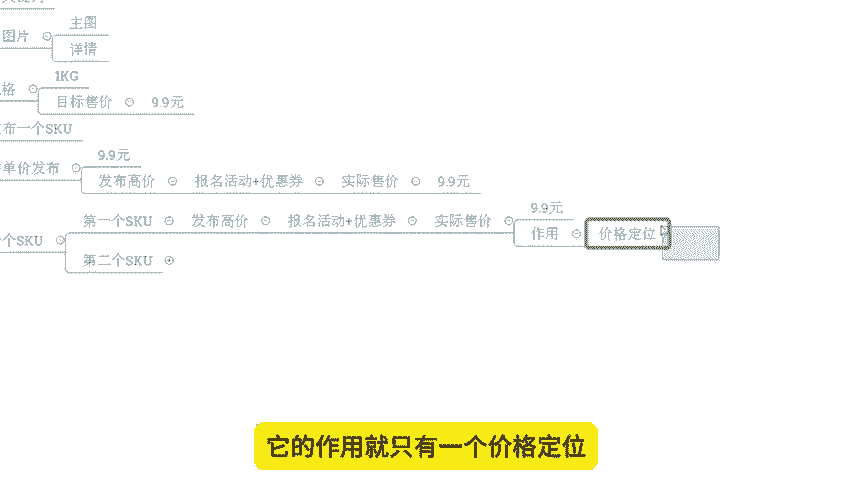 主图
图片
详情
1KG
格
目标售价
9.9元
布一个SKU
9.9元
单价发布
发布高价
报名活动+优惠券
实际售价
9.9元
9.9元
第一个SKU
发布高价
报名活动+优惠券
实际售价
作用
价格定位
个SKU
第二个SKU
它的作用就只有一个价格定位